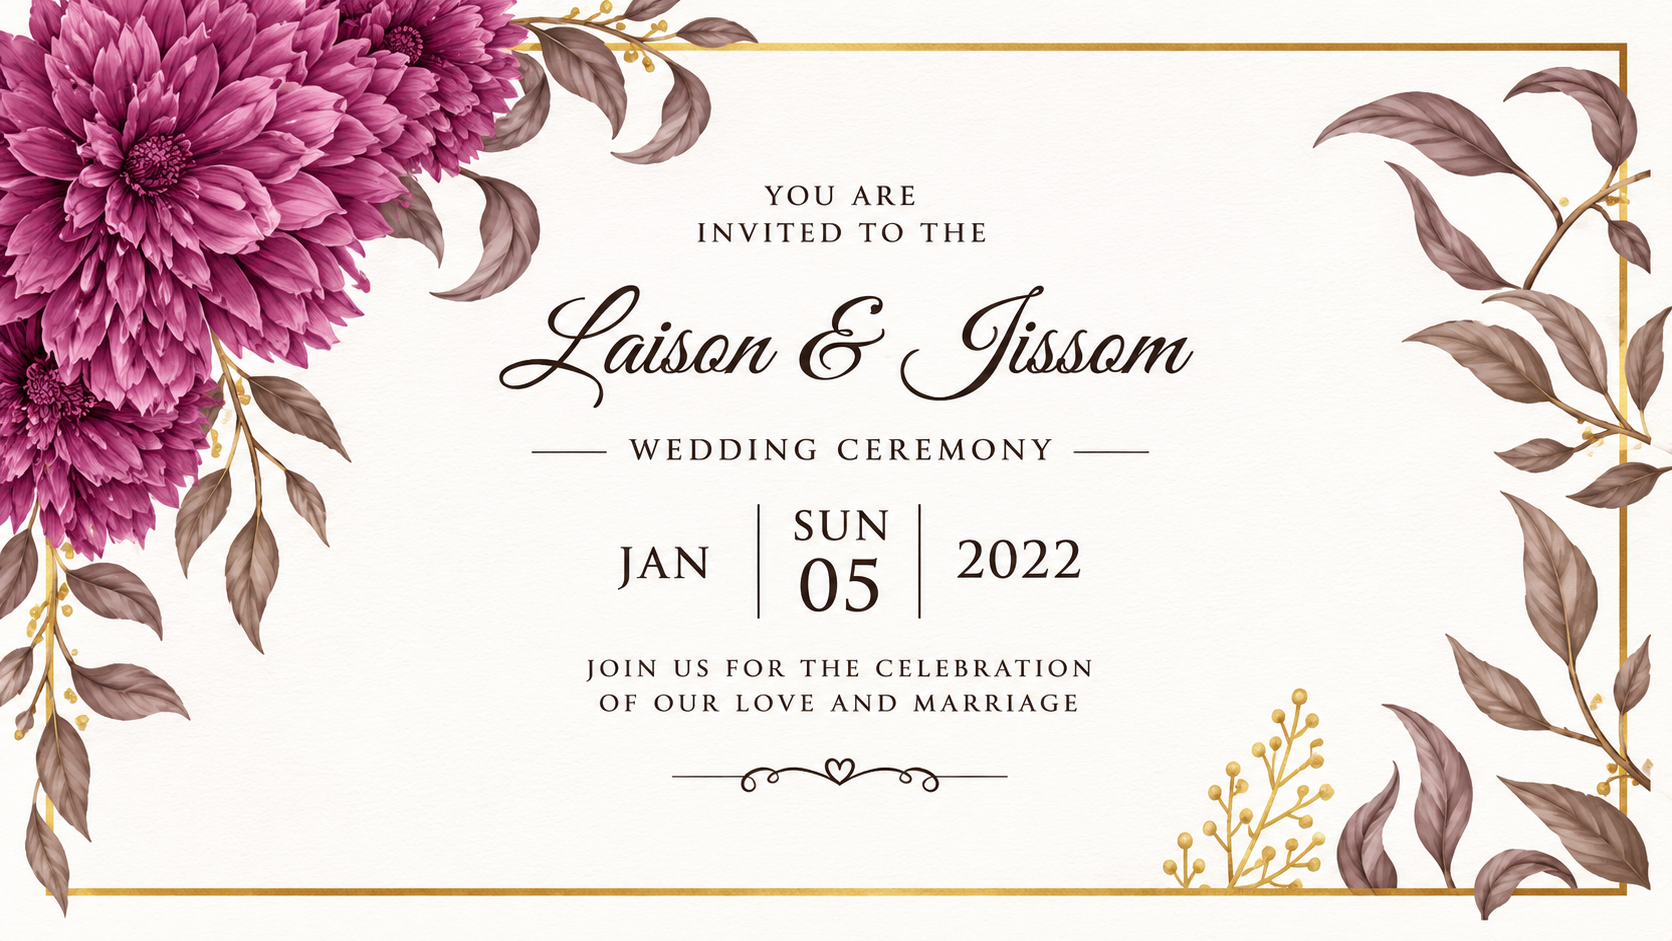 YOU ARE
INVITED TO THE
Laison & Jissom
WEDDING CEREMONY
JAN
SUN
05
2022
JOIN US FOR THE CELEBRATION
OF OUR LOVE AND MARRIAGE